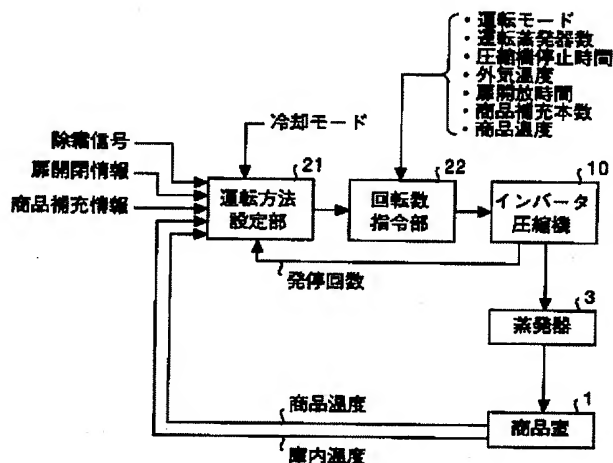 ・運転モード
・運転蒸発器数
・圧縮機停止時間
・外気温度
・扉開放時間
・商品補充本数
・商品温度
冷却モード
除霜信号
扉開閉情報
商品補充情報
21
運転方法
設定部
22
回転数
指令部
10
インバータ
圧縮機
発停回数
3
蒸発器
商品温度
1
商品室
庫内温度